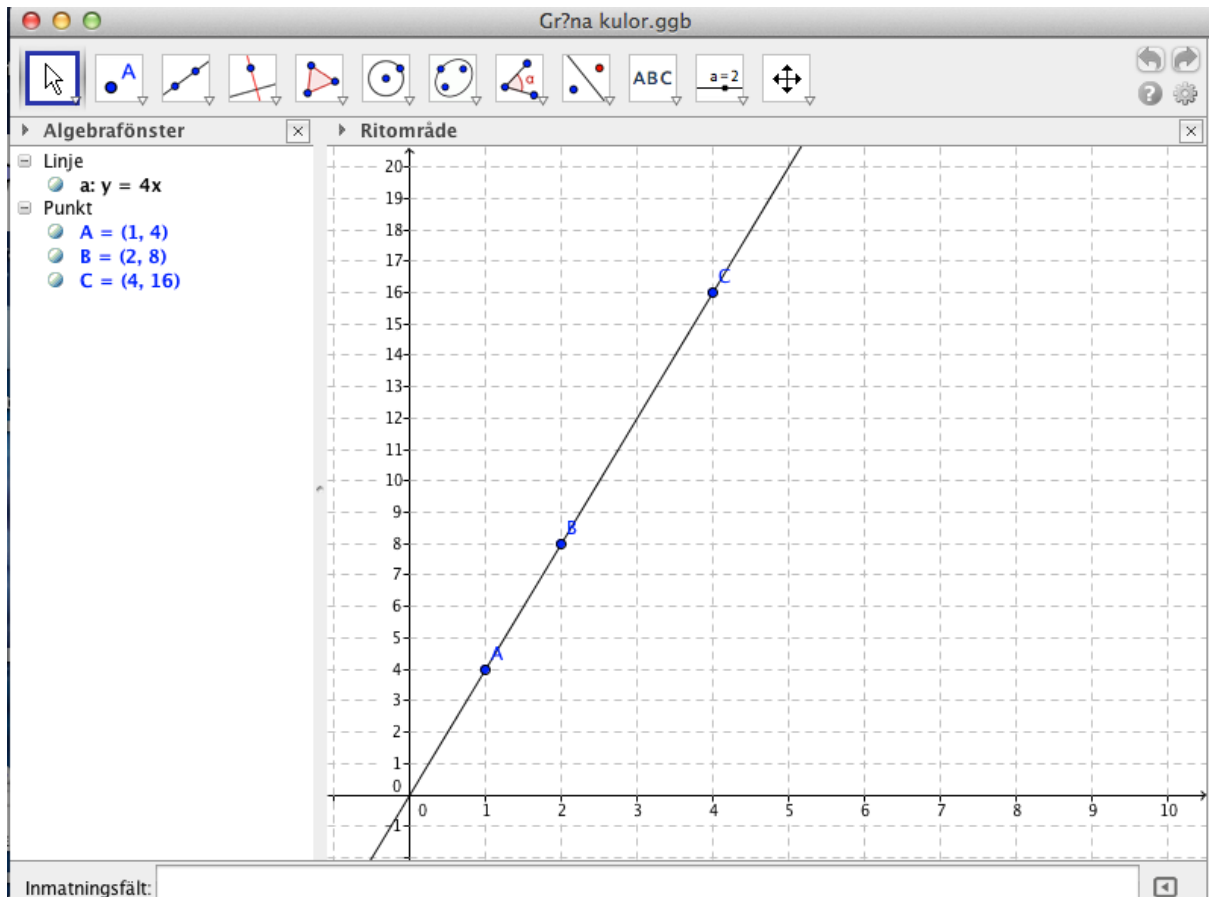 Gr?na kulor.ggb
A
α
ABC
a=2
?
Algebrafönster
Ritområde
Linje
a: y = 4x
Punkt
A = (1, 4)
B = (2, 8)
C = (4, 16)
20
19
18
17
16
15
14
13
12
11
10
9
8
7
6
5
4
3
2
1
0
-1
C
B
A
0 1 2 3 4 5 6 7 8 9 10
Inmatningsfält: